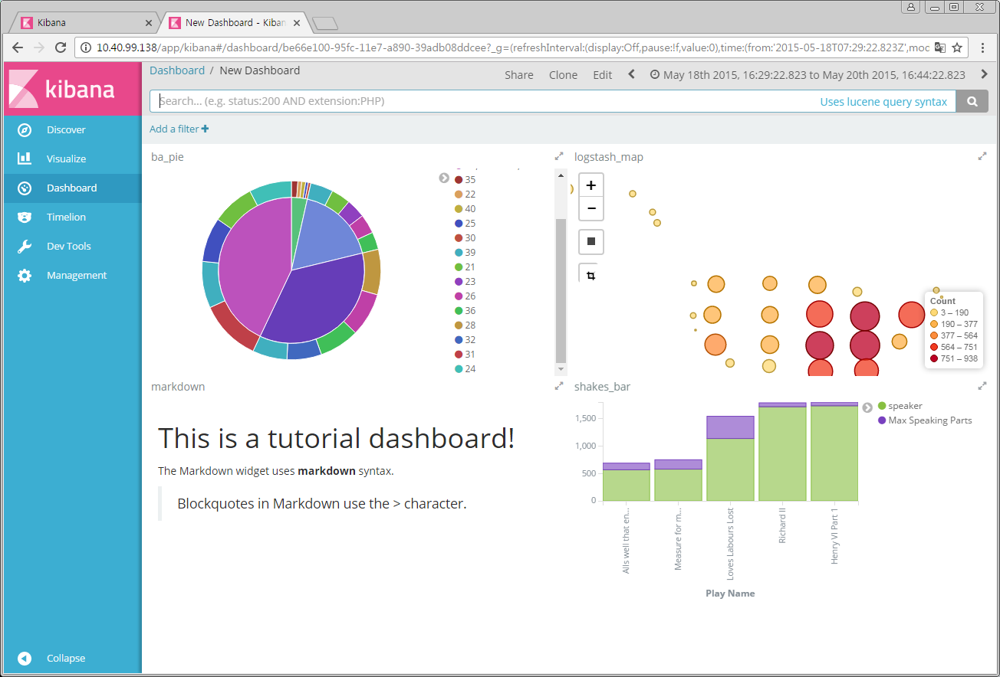 Kibana
New Dashboard - Kiban
10.40.99.138/app/kibana#/dashboard/be66e100-95fc-11e7-a890-39adb08ddcee?_g=(refreshInterval:(display:Off,pause:!f,value:0),time:(from:'2015-05-18T07:29:22.823Z',moc
kibana
Discover
Visualize
Dashboard
Timelion
Dev Tools
Management
Collapse
Dashboard / New Dashboard
Share Clone Edit May 18th 2015, 16:29:22.823 to May 20th 2015, 16:44:22.823
Search... (e.g. status:200 AND extension:PHP)
Uses lucene query syntax
Add a filter +
ba_pie
35
22
40
25
30
39
21
23
26
36
28
32
31
24
logstash_map
+
−
Count
3 – 190
190 – 377
377 – 564
564 – 751
751 – 938
markdown
This is a tutorial dashboard!
The Markdown widget uses markdown syntax.
Blockquotes in Markdown use the > character.
shakes_bar
1,500
1,000
500
0
Alls well that en...
Measure for m...
Loves Labours Lost
Richard II
Henry VI Part 1
Play Name
speaker
Max Speaking Parts